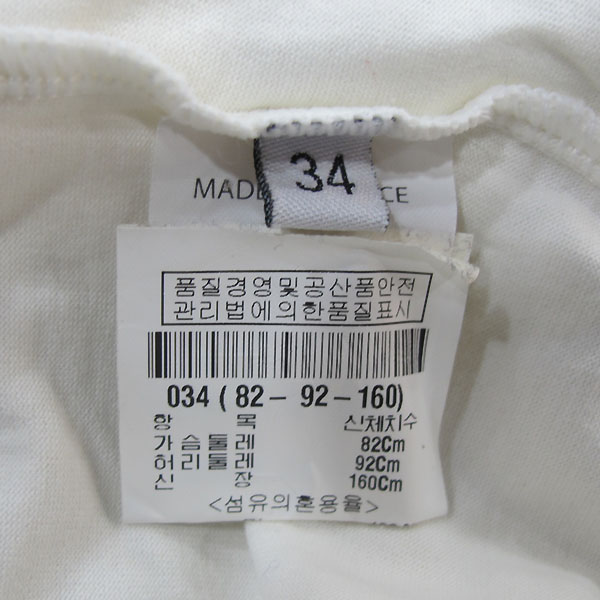 34
MADE CE
품질경영및공산품안전
관리법에의한품질표시
034 ( 82 - 92 - 160)
항 목 신체치수
가슴둘레 82Cm
허리둘레 92Cm
신 장 160Cm
<섬유의혼용율>